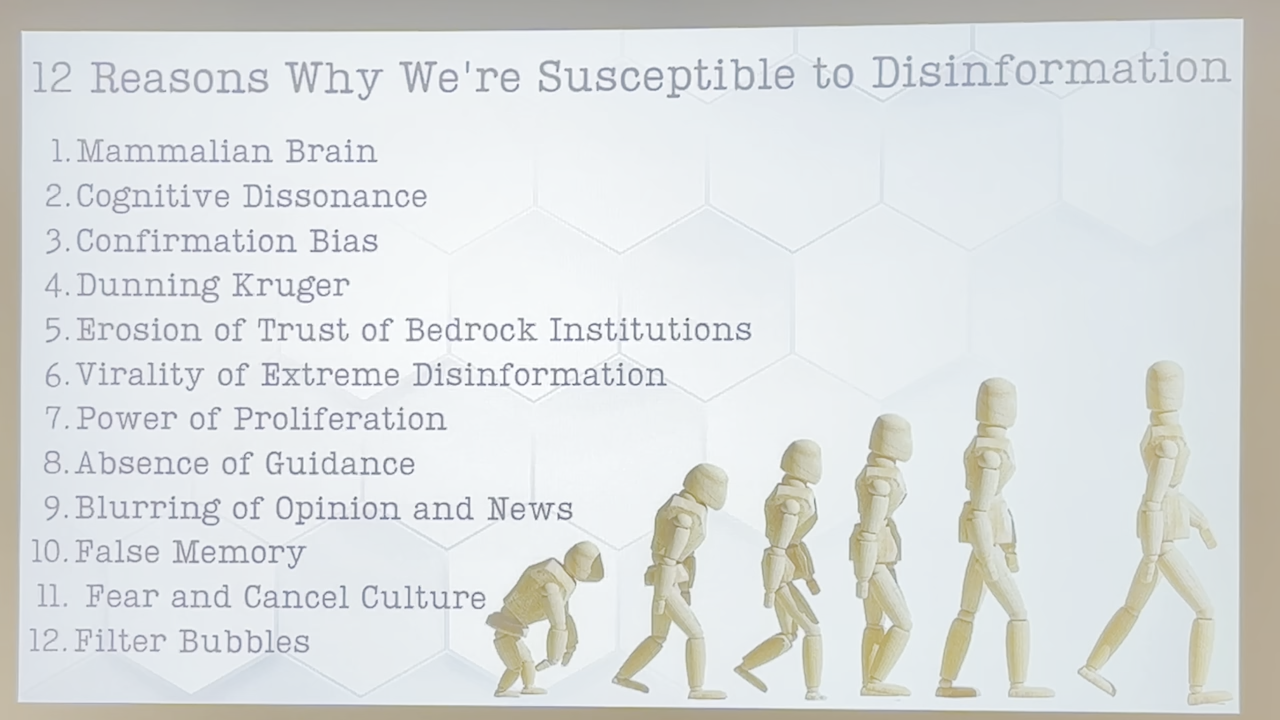 12 Reasons Why We're Susceptible to Disinformation
1. Mammalian Brain
2. Cognitive Dissonance
3. Confirmation Bias
4. Dunning Kruger
5. Erosion of Trust of Bedrock Institutions
6. Virality of Extreme Disinformation
7. Power of Proliferation
8. Absence of Guidance
9. Blurring of Opinion and News
10. False Memory
11. Fear and Cancel Culture
12. Filter Bubbles